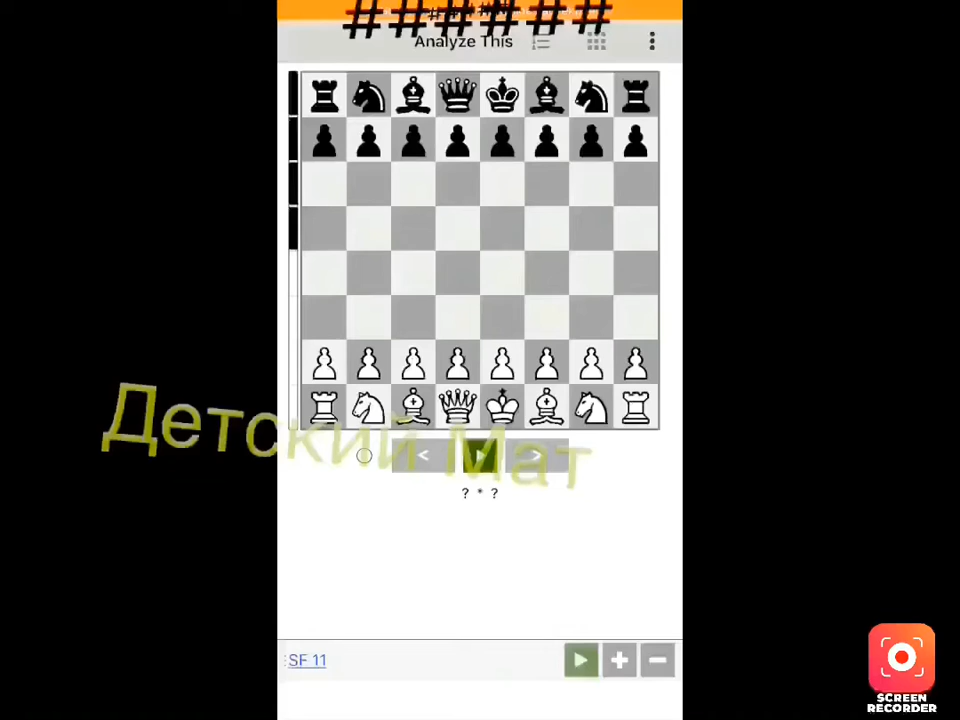 ############
Analyze This
Детский Мат
< >
? * ?
SF 11
SCREEN
RECORDER